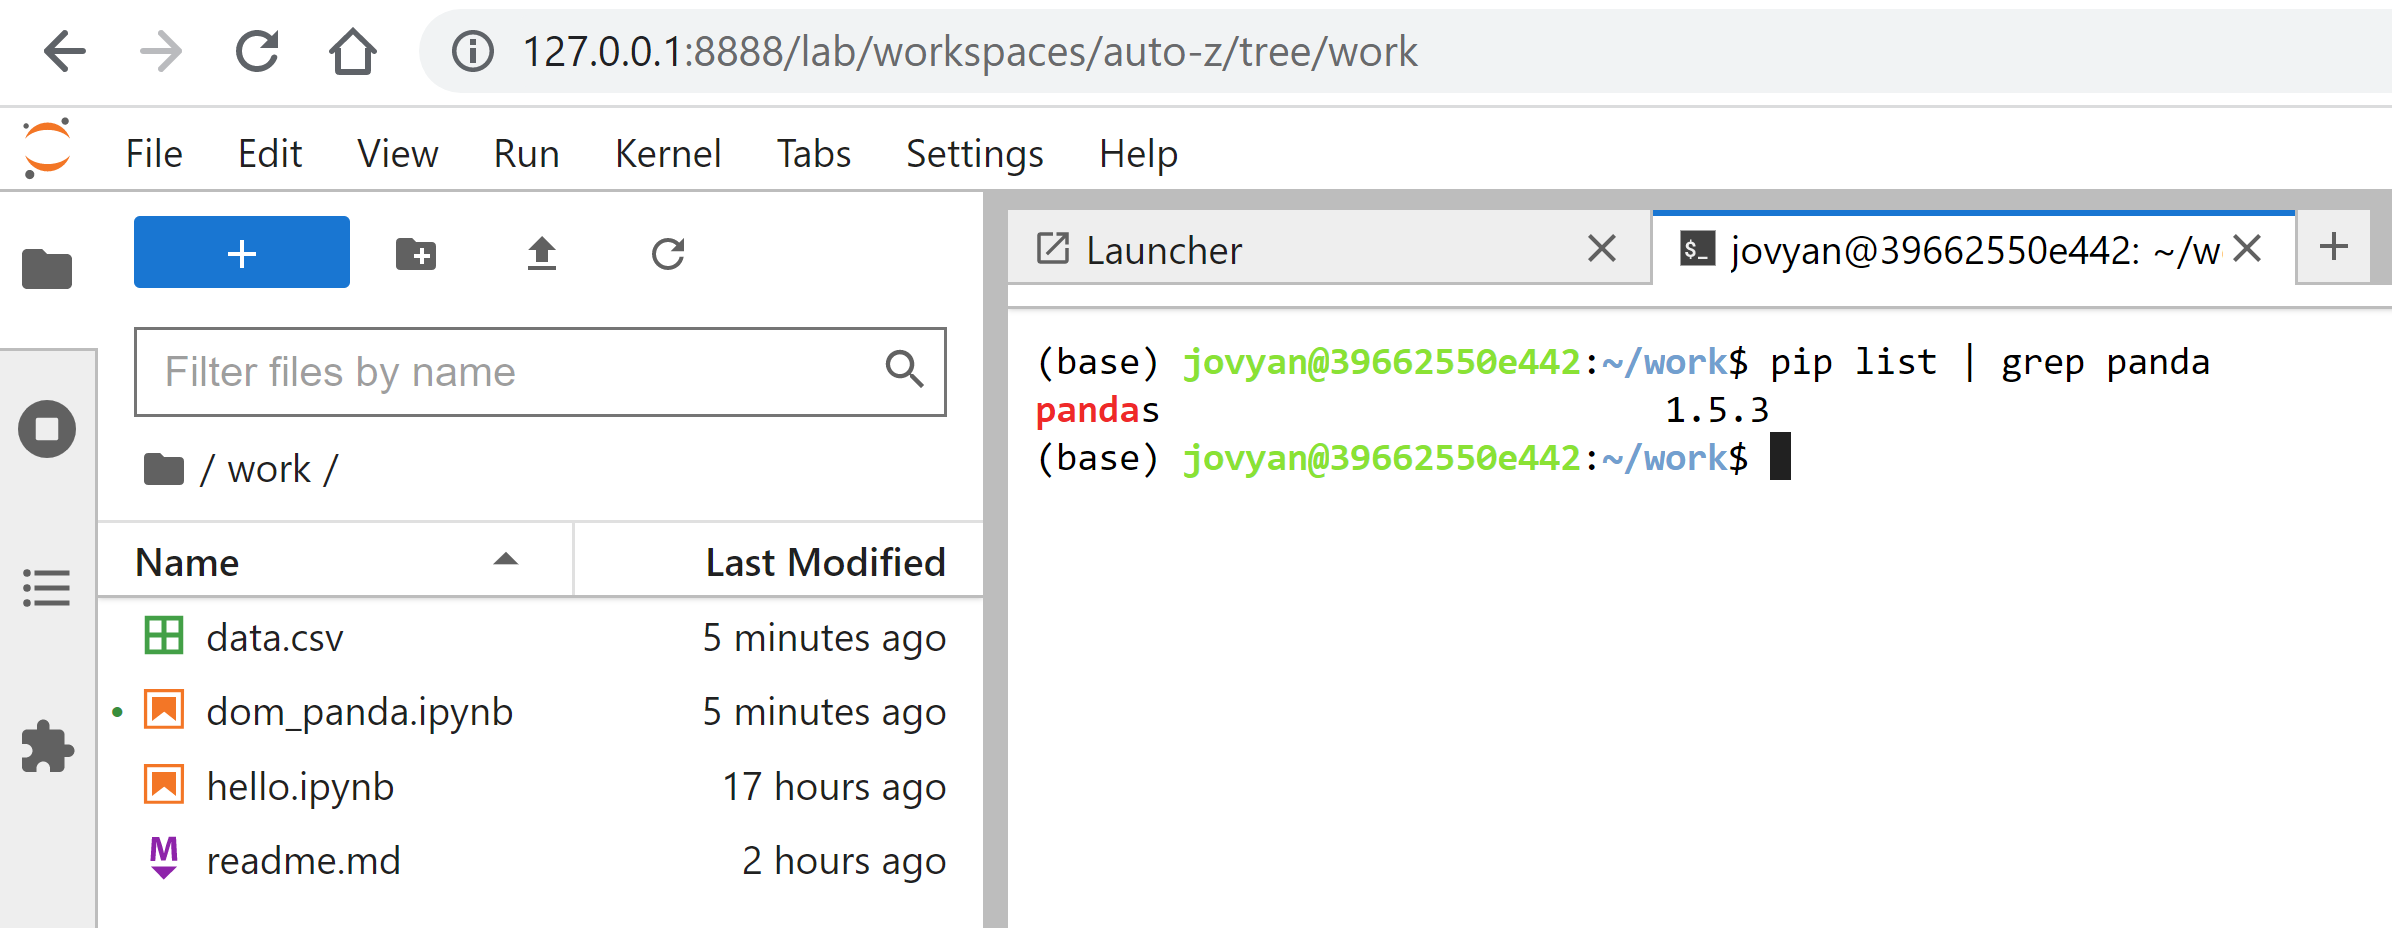 127.0.0.1:8888/lab/workspaces/auto-z/tree/work
File Edit View Run Kernel Tabs Settings Help
Launcher
jovyan@39662550e442: ~/w
Filter files by name
/ work /
Name Last Modified
data.csv 5 minutes ago
dom_panda.ipynb 5 minutes ago
hello.ipynb 17 hours ago
M readme.md 2 hours ago
(base) jovyan@39662550e442:~/work$ pip list | grep panda
pandas 1.5.3
(base) jovyan@39662550e442:~/work$